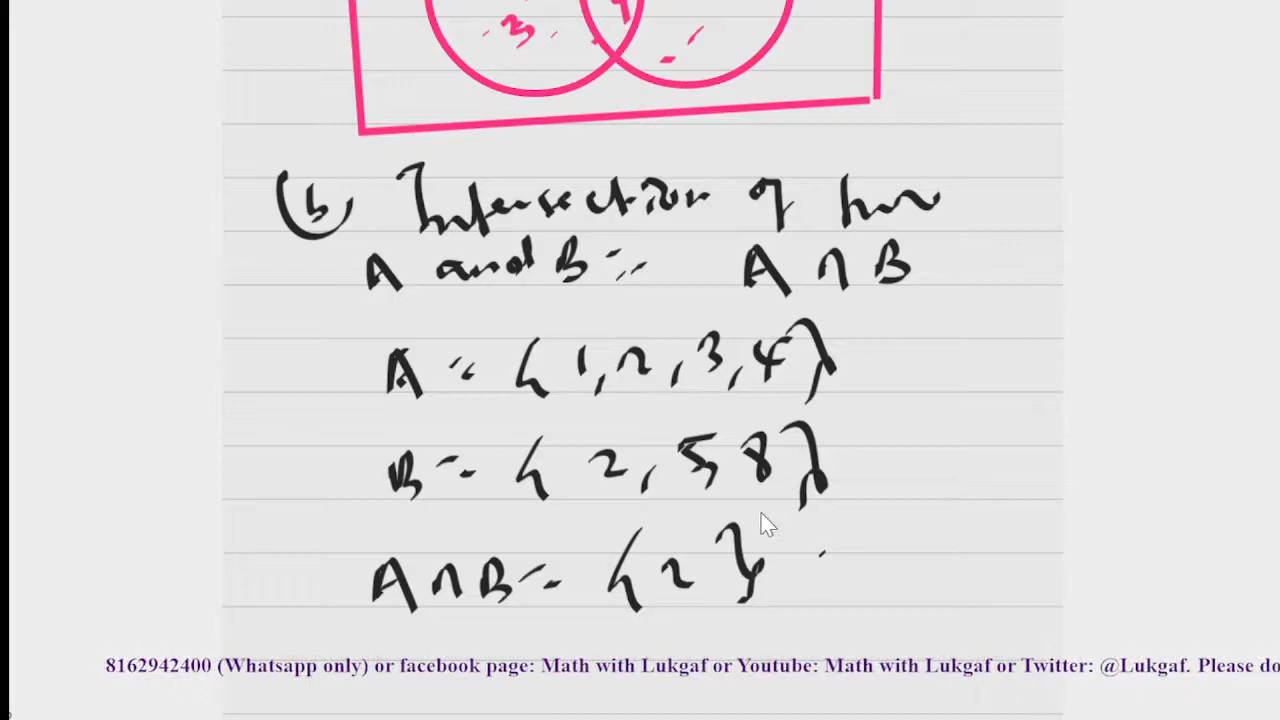 3
(b) Intersection of two
A and B = A ∩ B
A = { 1, 2, 3, 4 }
B = { 2, 5 8 }
A ∩ B = { 2 }
8162942400 (Whatsapp only) or facebook page: Math with Lukgaf or Youtube: Math with Lukgaf or Twitter: @Lukgaf. Please do